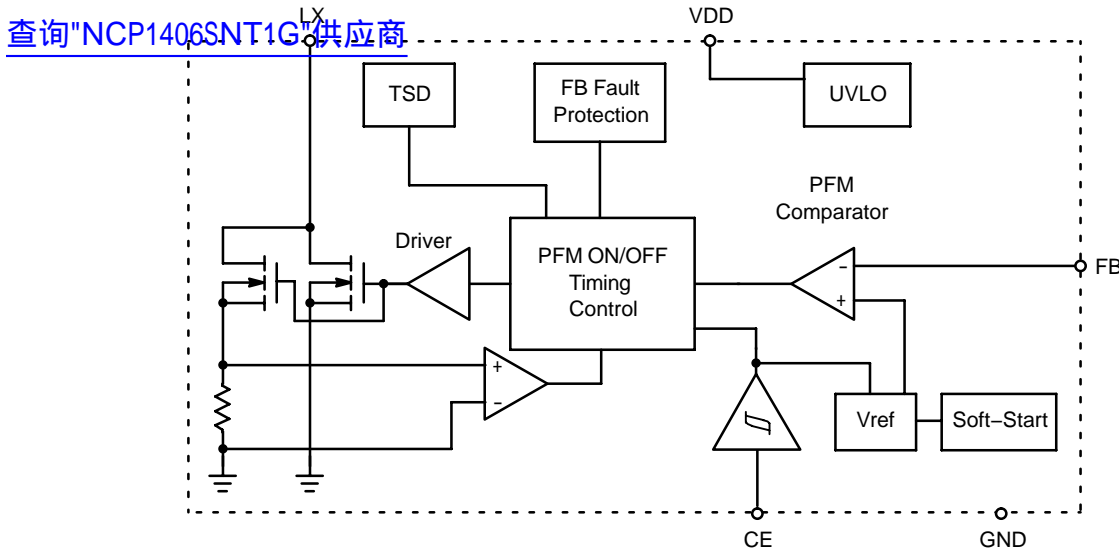 查询"NCP1406SNT1G"供应商
LX
VDD
TSD
FB Fault
Protection
UVLO
PFM
Comparator
Driver
PFM ON/OFF
Timing
Control
-
+
FB
+
-
Vref
Soft–Start
CE
GND